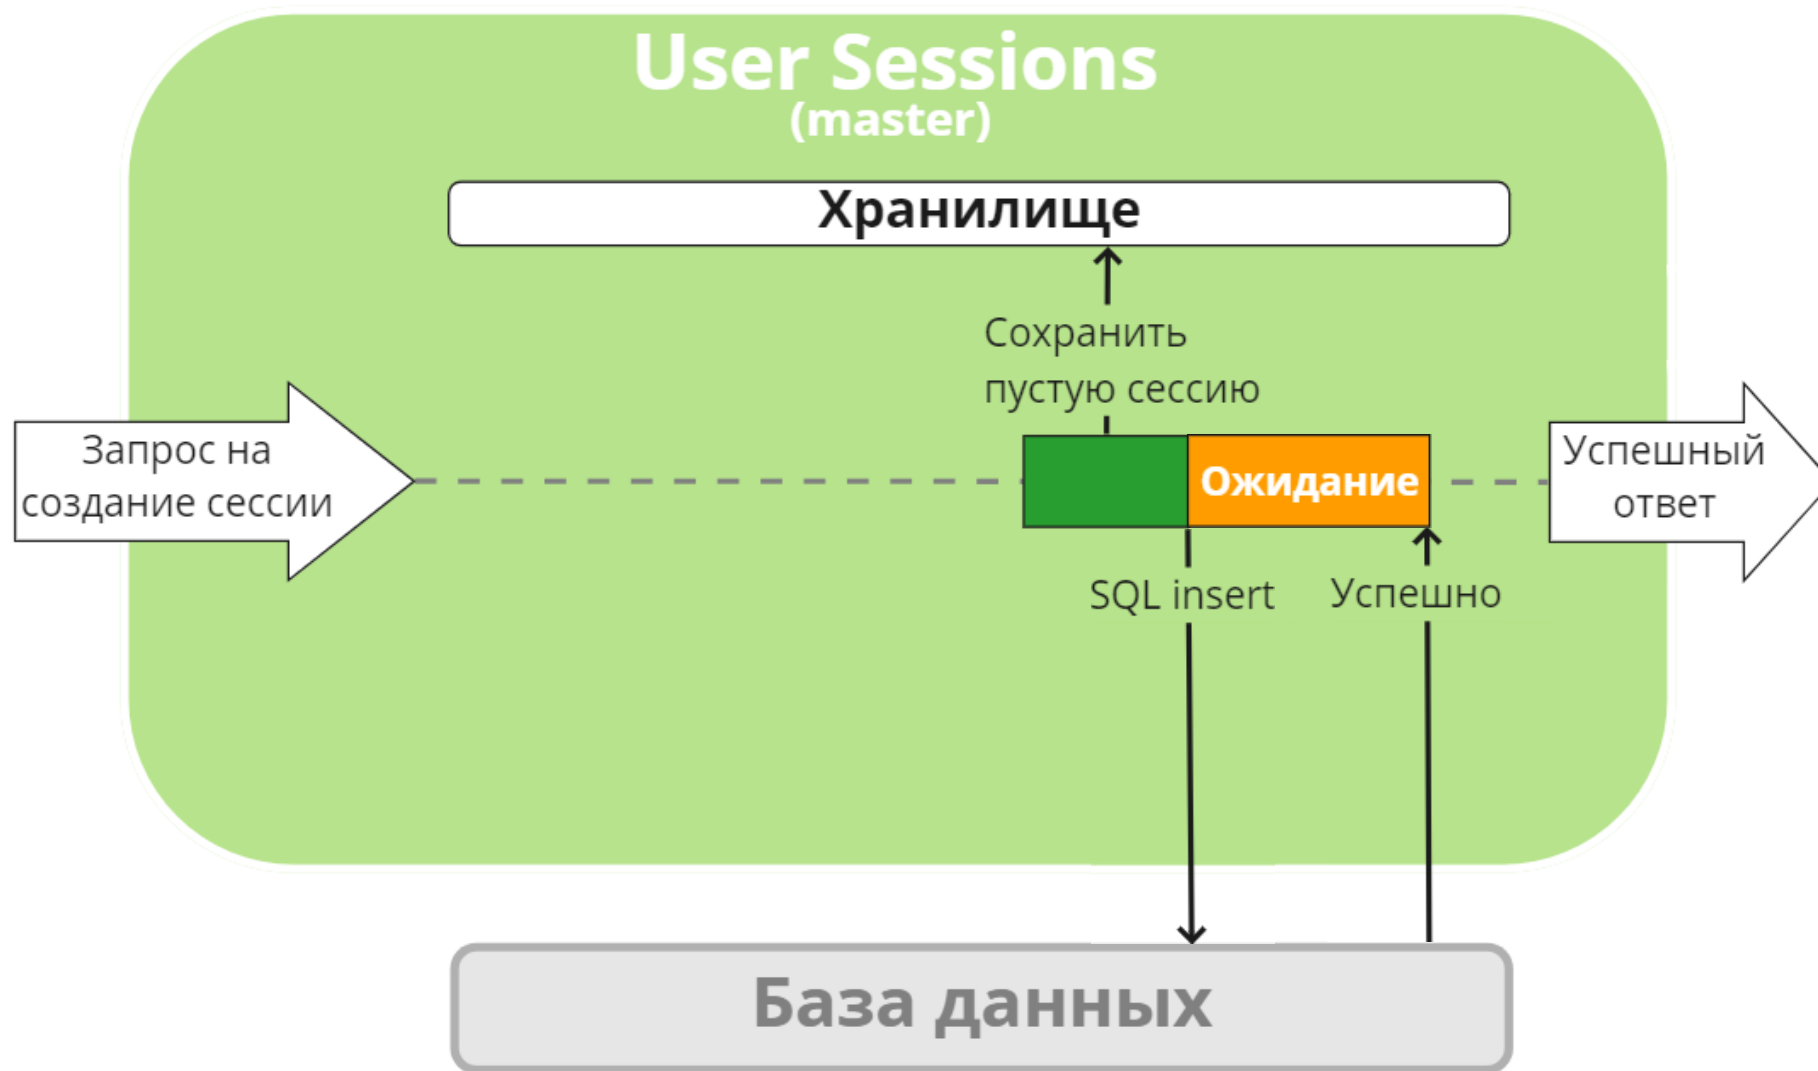 User Sessions
(master)
Хранилище
Сохранить
пустую сессию
Запрос на
создание сессии
Ожидание
Успешный
ответ
SQL insert
Успешно
База данных